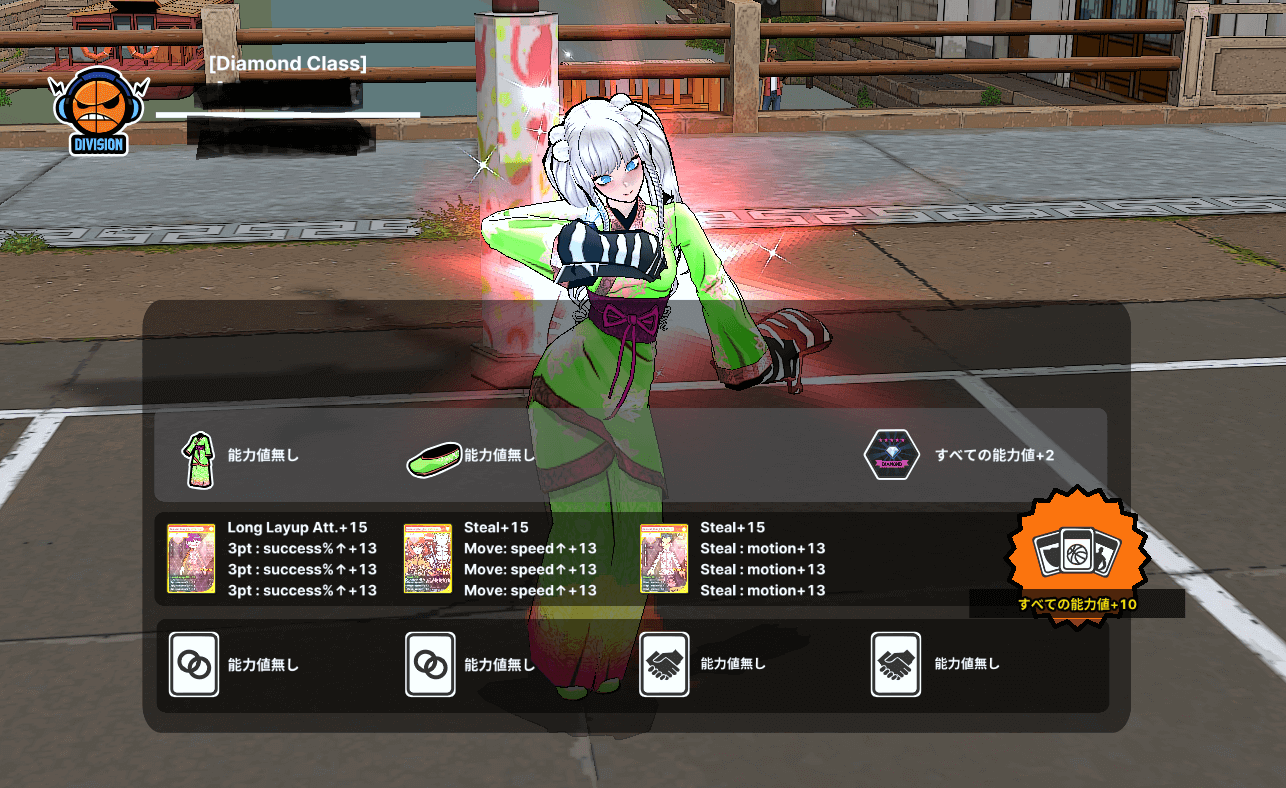 [Diamond Class]
DIVISION
能力値無し
能力値無し
DIAMOND
すべての能力値+2
Long Layup Att.+15
3pt : success%↑+13
3pt : success%↑+13
3pt : success%↑+13
Steal+15
Move: speed↑+13
Move: speed↑+13
Move: speed↑+13
Steal+15
Steal : motion+13
Steal : motion+13
Steal : motion+13
すべての能力値+10
能力値無し
能力値無し
能力値無し
能力値無し